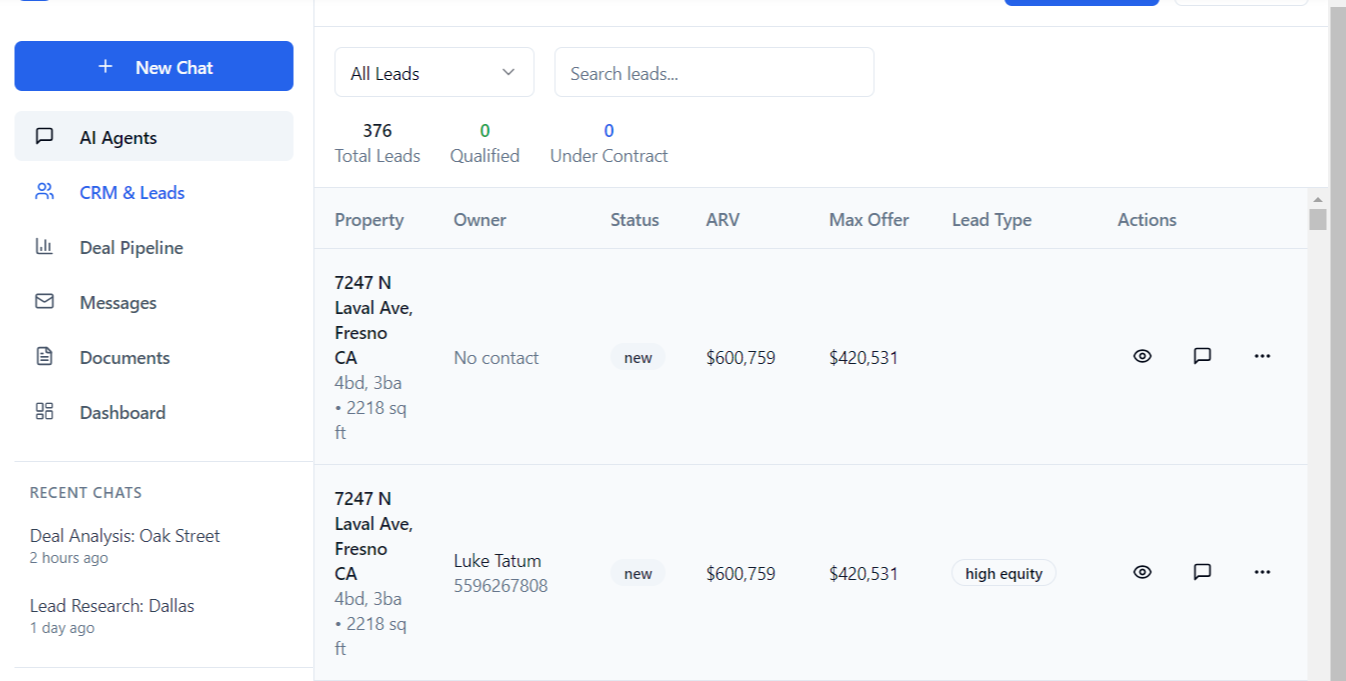 + New Chat
AI Agents
CRM & Leads
Deal Pipeline
Messages
Documents
Dashboard
RECENT CHATS
Deal Analysis: Oak Street
2 hours ago
Lead Research: Dallas
1 day ago
All Leads
Search leads...
376 0 0
Total Leads Qualified Under Contract
Property Owner Status ARV Max Offer Lead Type Actions
7247 N
Laval Ave,
Fresno
CA
4bd, 3ba
• 2218 sq
ft
No contact
new
$600,759
$420,531
7247 N
Laval Ave,
Fresno
CA
4bd, 3ba
• 2218 sq
ft
Luke Tatum
5596267808
new
$600,759
$420,531
high equity